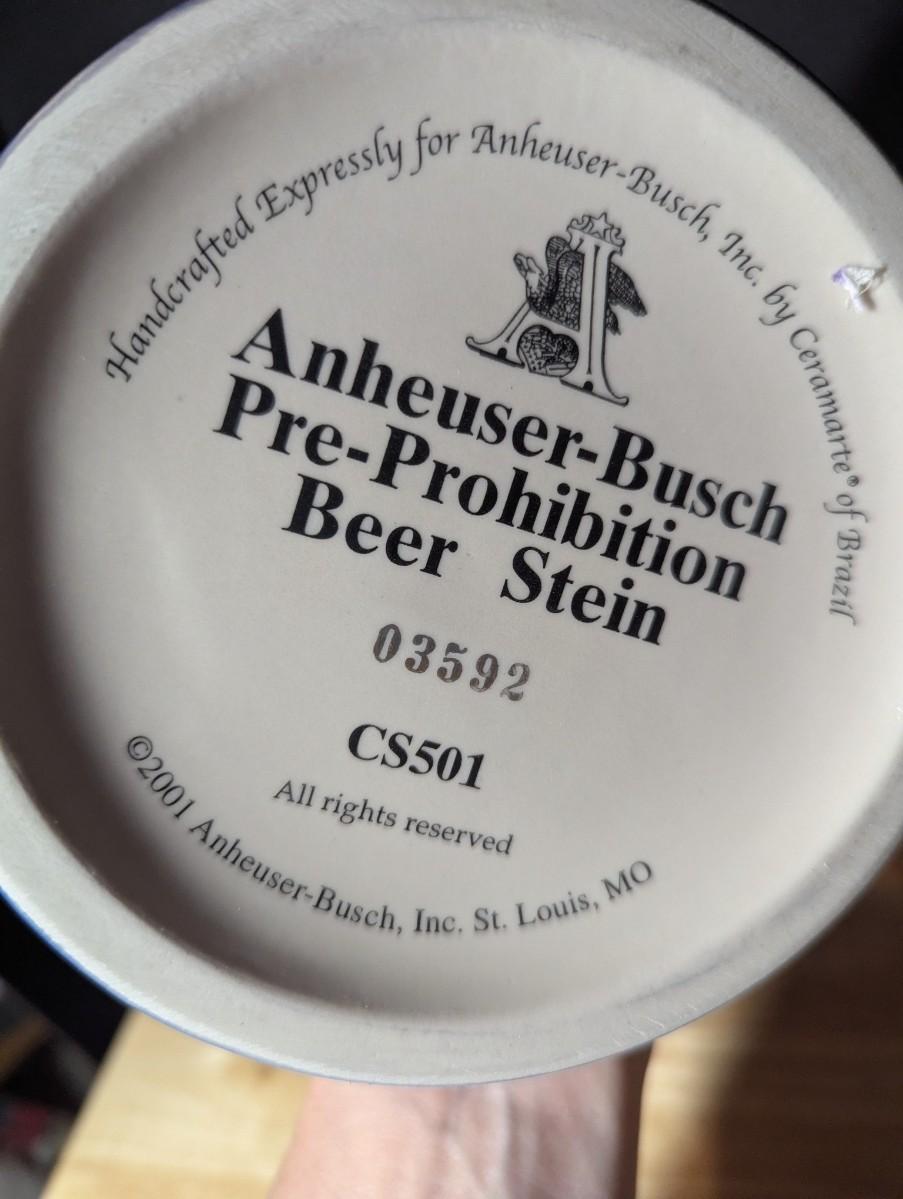 Handcrafted Expressly for Anheuser-Busch, Inc. by Ceramarte® of Brazil
A
Anheuser-Busch
Pre-Prohibition
Beer Stein
03592
CS501
All rights reserved
©2001 Anheuser-Busch, Inc. St. Louis, MO